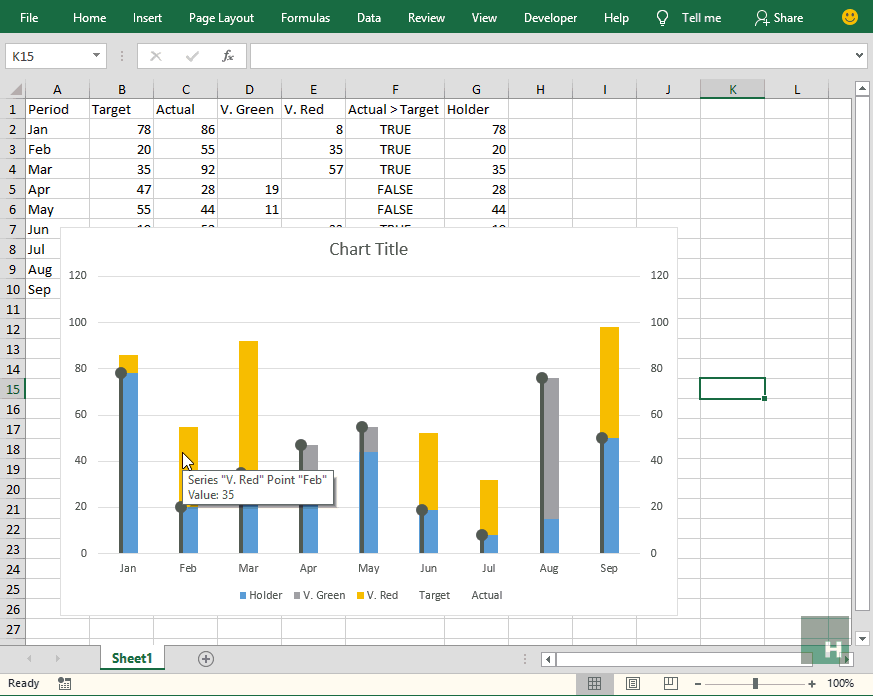 File Home Insert Page Layout Formulas Data Review View Developer Help Tell me Share
K15 fx
A B C D E F G H I J K L
1 Period Target Actual V. Green V. Red Actual > Target Holder
2 Jan 78 86 8 TRUE 78
3 Feb 20 55 35 TRUE 20
4 Mar 35 92 57 TRUE 35
5 Apr 47 28 19 FALSE 28
6 May 55 44 11 FALSE 44
7 Jun
8 Jul
9 Aug
10 Sep
11
12
13
14
15
16
17
18
19
20
21
22
23
24
25
26
27
Chart Title
120 120
100 100
80 80
60 60
40 40
Series "V. Red" Point "Feb"
Value: 35
20 20
0 0
Jan Feb Mar Apr May Jun Jul Aug Sep
Holder V. Green V. Red Target Actual
H
Sheet1
Ready 100%